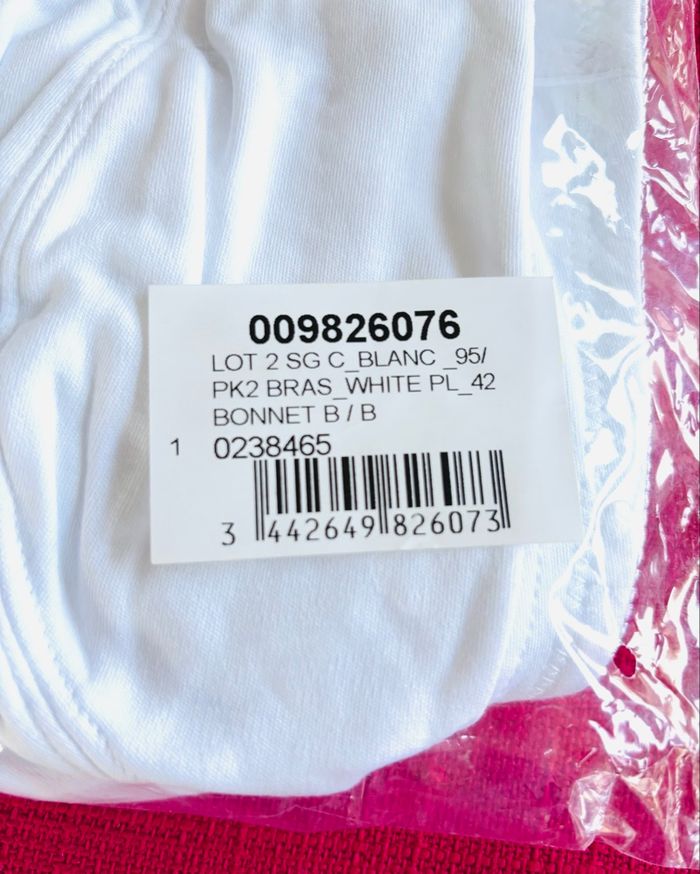 009826076
LOT 2 SG C_BLANC _95/
PK2 BRAS_WHITE PL_42
BONNET B / B
1 0238465
3 442649 826073